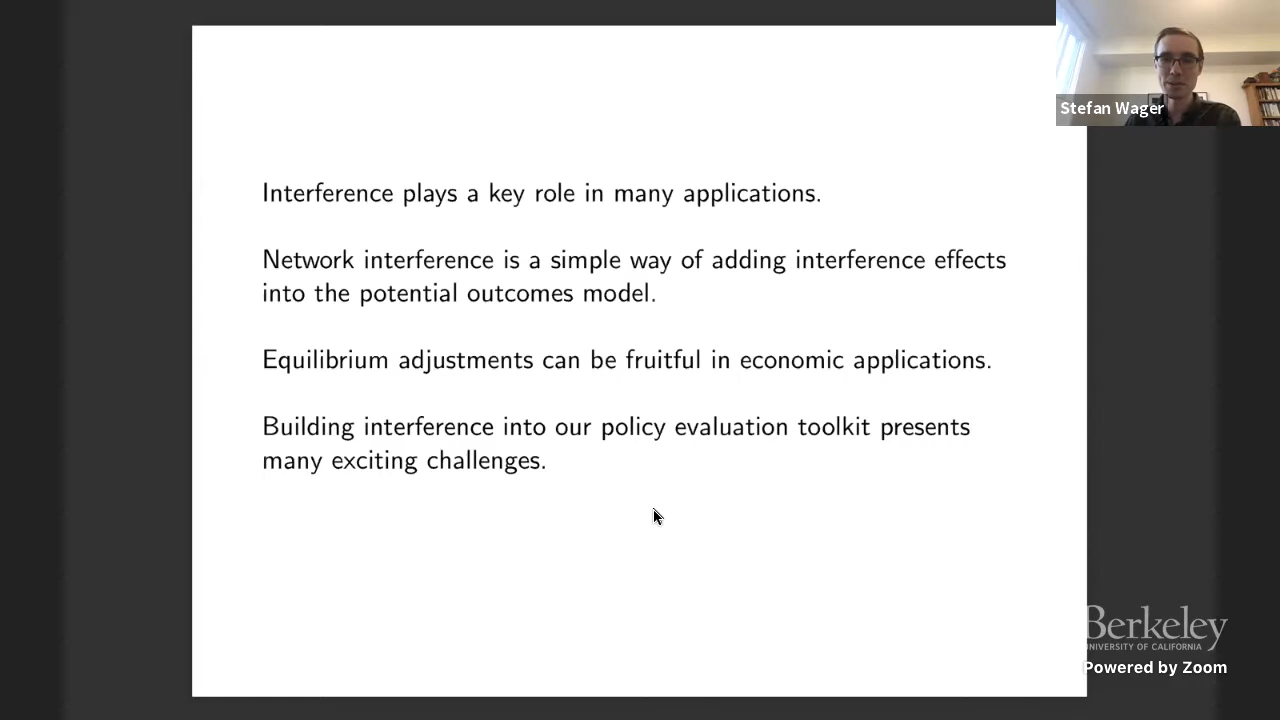 Stefan Wager
Interference plays a key role in many applications.
Network interference is a simple way of adding interference effects
into the potential outcomes model.
Equilibrium adjustments can be fruitful in economic applications.
Building interference into our policy evaluation toolkit presents
many exciting challenges.
Berkeley
UNIVERSITY OF CALIFORNIA
Powered by Zoom